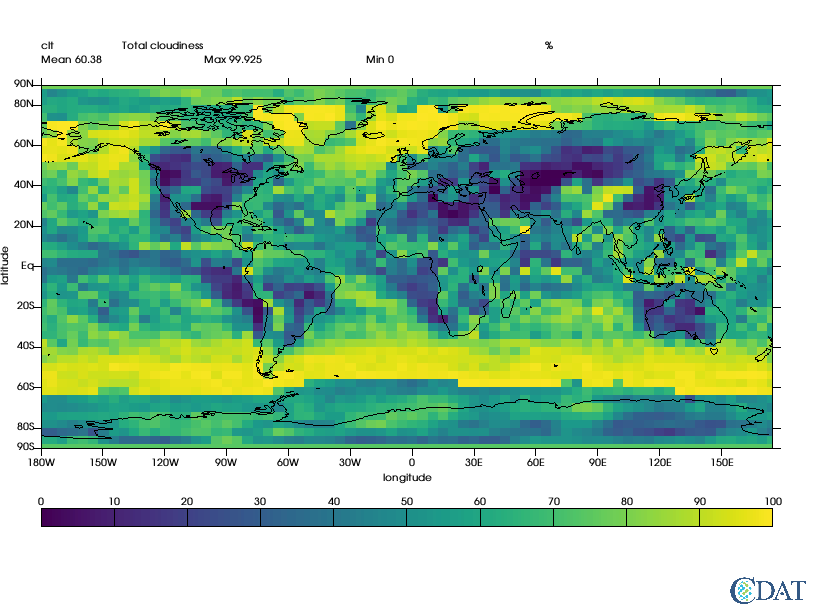 clt Total cloudiness %
Mean 60.38 Max 99.925 Min 0
90N
80N
60N
40N
20N
Eq
20S
40S
60S
80S
90S
latitude
180W 150W 120W 90W 60W 30W 0 30E 60E 90E 120E 150E
longitude
0 10 20 30 40 50 60 70 80 90 100
CDAT